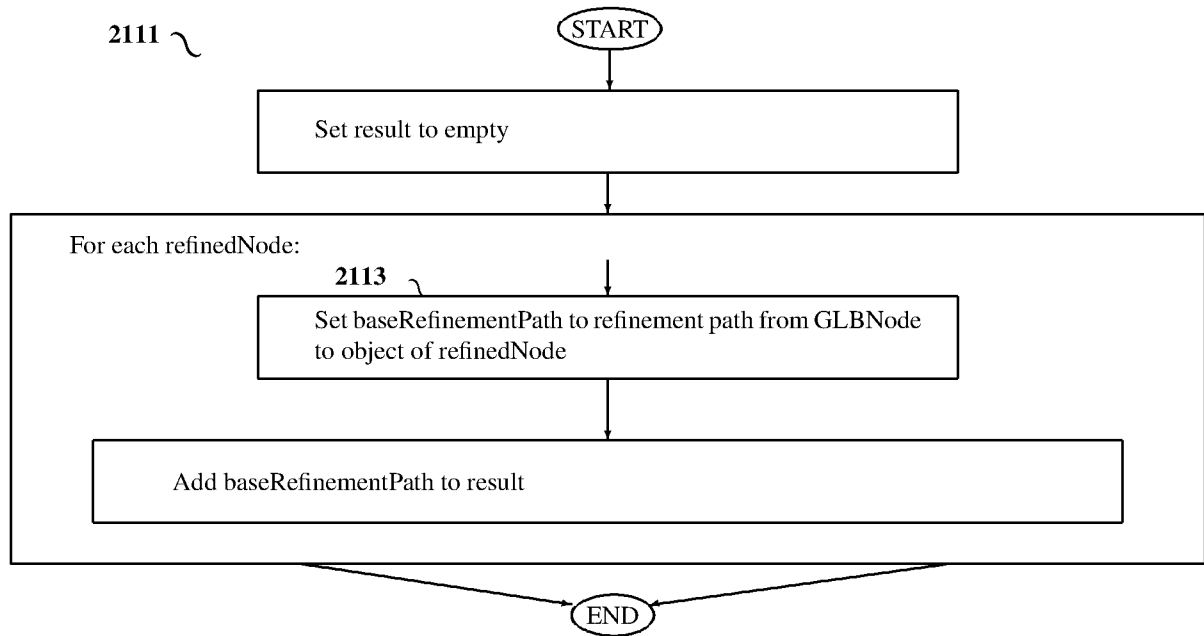 2111
START
Set result to empty
For each refinedNode:
2113
Set baseRefinementPath to refinement path from GLBNode
to object of refinedNode
Add baseRefinementPath to result
END